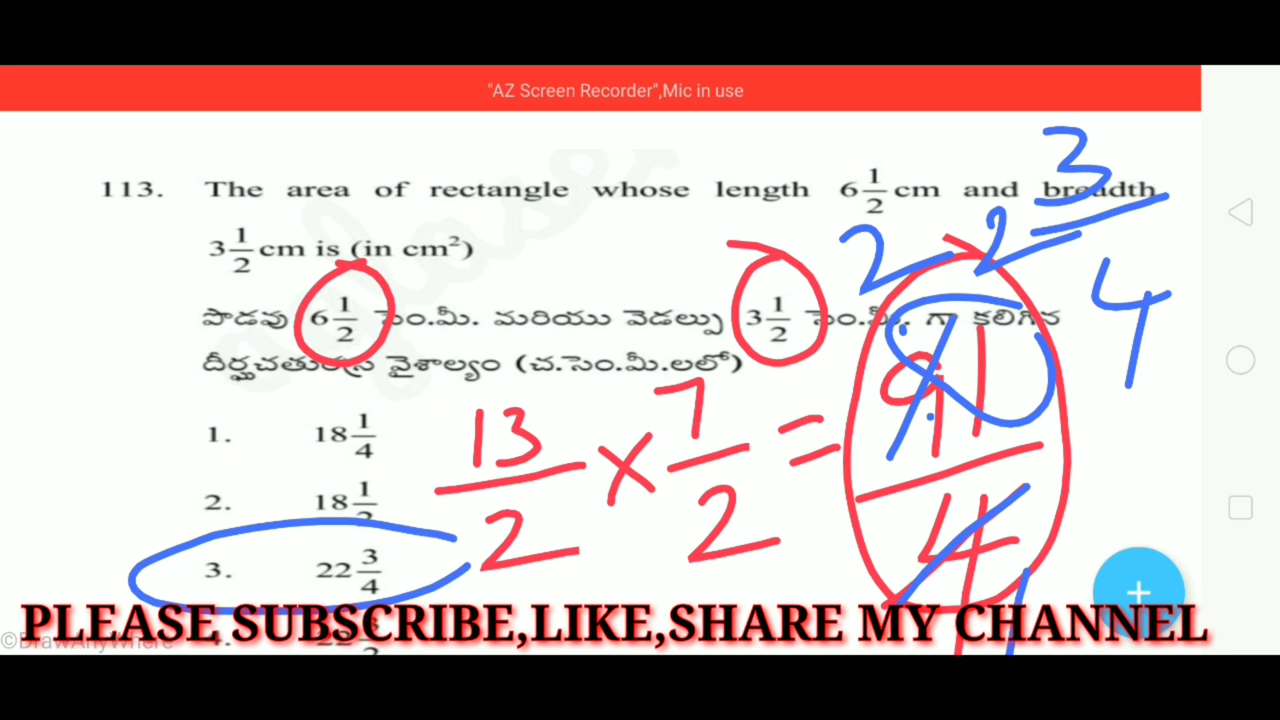 "AZ Screen Recorder",Mic in use
113. The area of rectangle whose length 6 1/2 cm and breadth
3 1/2 cm is (in cm²)
పొడవు 6 1/2 సెం.మీ. మరియు వెడల్పు 3 1/2 సెం.మీ. గా కలిగిన
దీర్ఘచతురస్ర వైశాల్యం (చ.సెం.మీ.లలో)
1. 18 1/4
2. 18 1/2
3. 22 3/4
13/2 × 7/2 = 91/4
22 3/4
PLEASE SUBSCRIBE,LIKE,SHARE MY CHANNEL
©DrawAnyWhere
4.